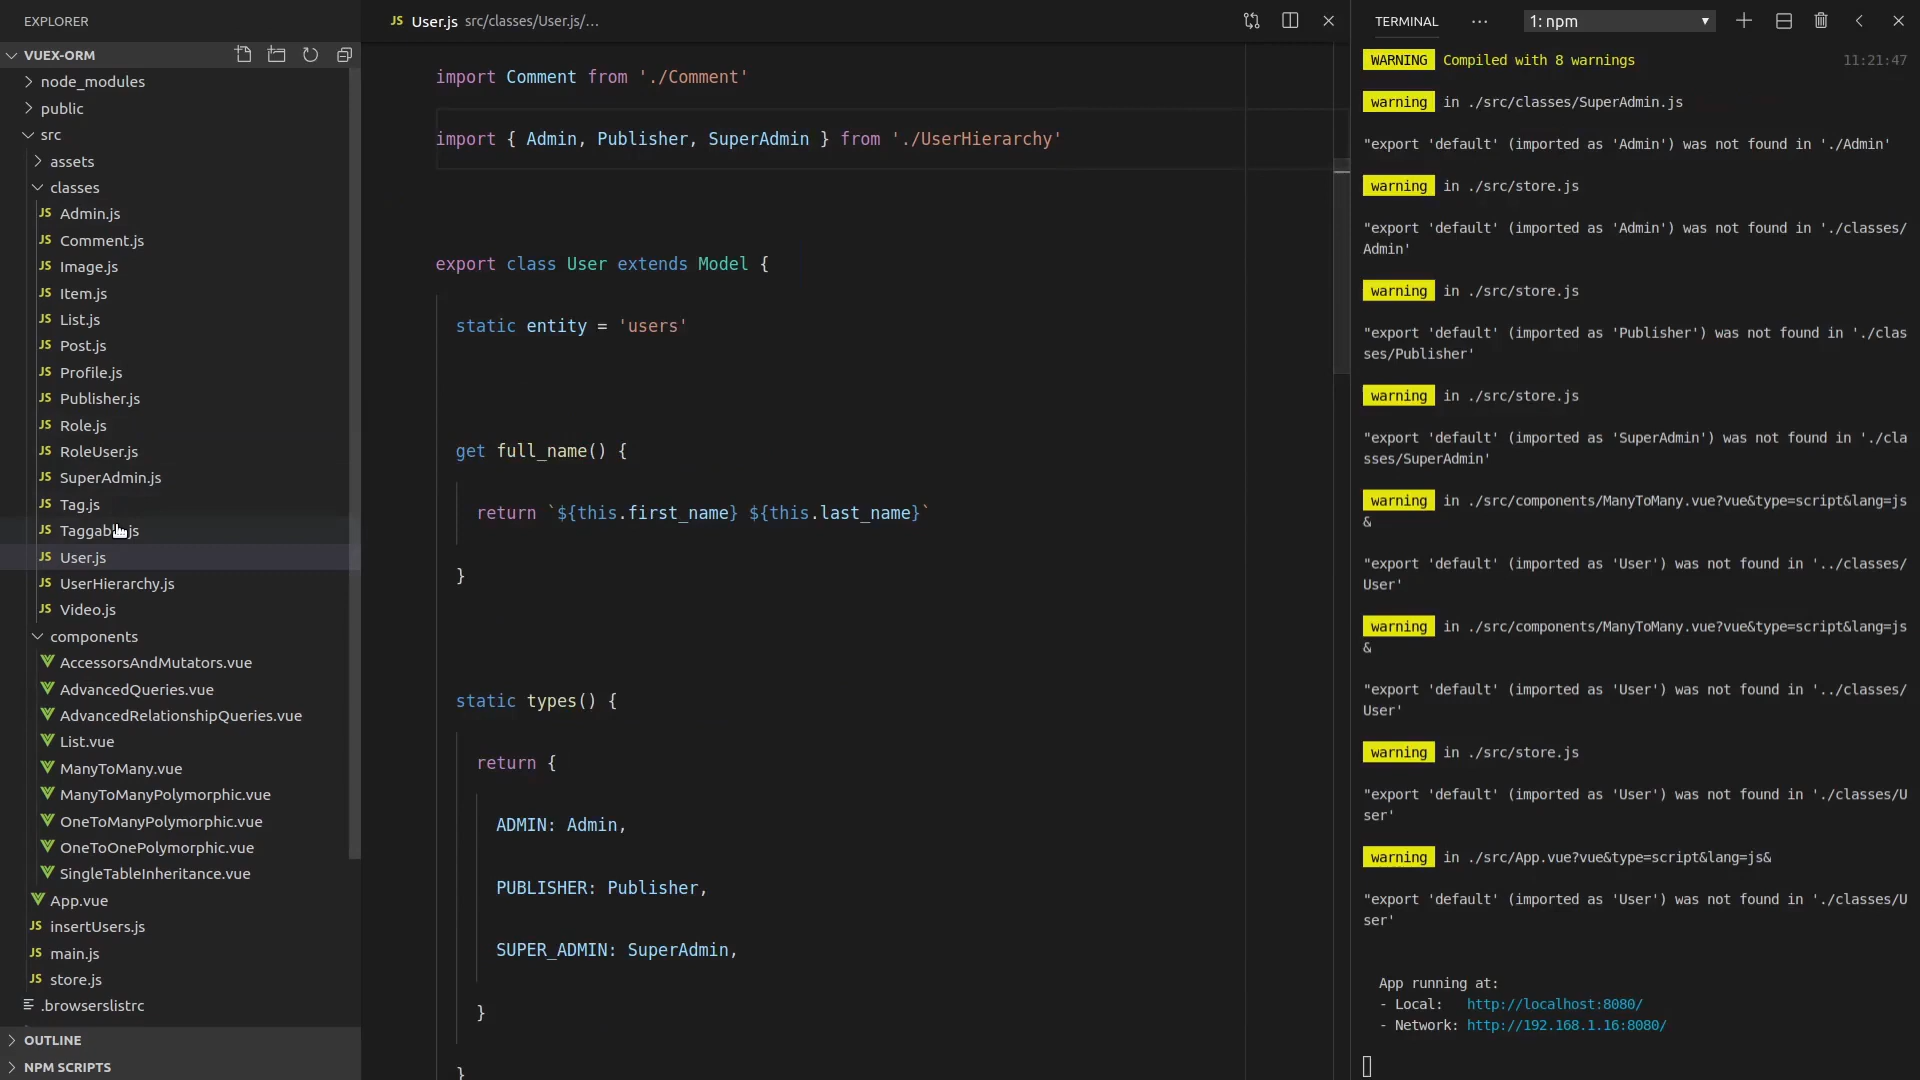 EXPLORER
VUEX-ORM
node_modules
public
src
assets
classes
JS Admin.js
JS Comment.js
JS Image.js
JS Item.js
JS List.js
JS Post.js
JS Profile.js
JS Publisher.js
JS Role.js
JS RoleUser.js
JS SuperAdmin.js
JS Tag.js
JS
JS User.js
JS UserHierarchy.js
JS Video.js
components
AccessorsAndMutators.vue
AdvancedQueries.vue
AdvancedRelationshipQueries.vue
List.vue
ManyToMany.vue
ManyToManyPolymorphic.vue
OneToManyPolymorphic.vue
OneToOnePolymorphic.vue
SingleTableInheritance.vue
App.vue
JS insertUsers.js
JS main.js
JS store.js
.browserslistrc
OUTLINE
NPM SCRIPTS
JS User.js src/classes/User.js/...
import Comment from './Comment'
import { Admin, Publisher, SuperAdmin } from './UserHierarchy'
export class User extends Model {
static entity = 'users'
get full_name() {
return `${this.first_name} ${this.last_name}`
}
static types() {
return {
ADMIN: Admin,
PUBLISHER: Publisher,
SUPER_ADMIN: SuperAdmin,
}
}
TERMINAL ... 1: npm
WARNING Compiled with 8 warnings 11:21:47
warning in ./src/classes/SuperAdmin.js
"export 'default' (imported as 'Admin') was not found in './Admin'
warning in ./src/store.js
"export 'default' (imported as 'Admin') was not found in './classes/
Admin'
warning in ./src/store.js
"export 'default' (imported as 'Publisher') was not found in './clas
ses/Publisher'
warning in ./src/store.js
"export 'default' (imported as 'SuperAdmin') was not found in './cla
sses/SuperAdmin'
warning in ./src/components/ManyToMany.vue?vue&type=script&lang=js
&
"export 'default' (imported as 'User') was not found in '../classes/
User'
warning in ./src/components/ManyToMany.vue?vue&type=script&lang=js
&
"export 'default' (imported as 'User') was not found in '../classes/
User'
warning in ./src/store.js
"export 'default' (imported as 'User') was not found in './classes/U
ser'
warning in ./src/App.vue?vue&type=script&lang=js&
"export 'default' (imported as 'User') was not found in './classes/U
ser'
App running at:
- Local: http://localhost:8080/
- Network: http://192.168.1.16:8080/